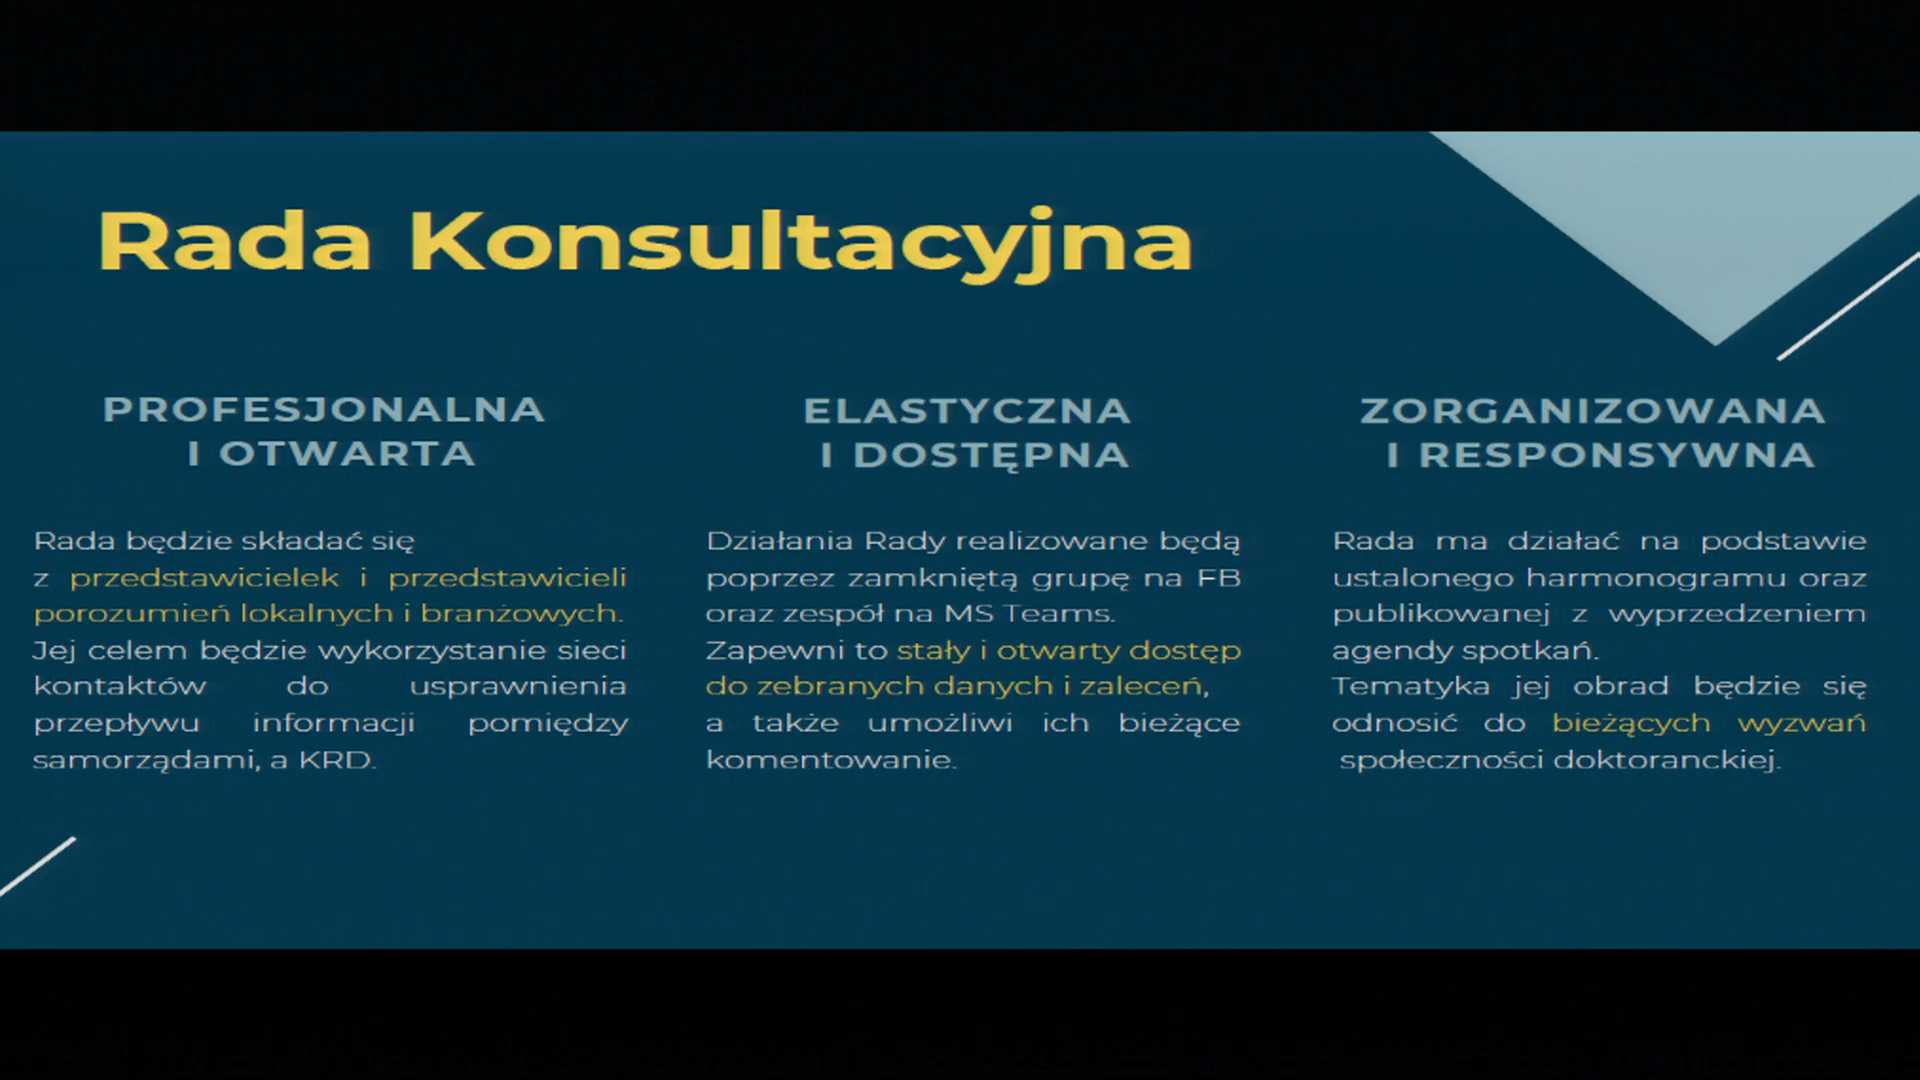 Rada Konsultacyjna
PROFESJONALNA
I OTWARTA
Rada będzie składać się
z przedstawicielek i przedstawicieli
porozumień lokalnych i branżowych.
Jej celem będzie wykorzystanie sieci
kontaktów do usprawnienia
przepływu informacji pomiędzy
samorządami, a KRD.
ELASTYCZNA
I DOSTĘPNA
Działania Rady realizowane będą
poprzez zamkniętą grupę na FB
oraz zespół na MS Teams.
Zapewni to stały i otwarty dostęp
do zebranych danych i zaleceń,
a także umożliwi ich bieżące
komentowanie.
ZORGANIZOWANA
I RESPONSYWNA
Rada ma działać na podstawie
ustalonego harmonogramu oraz
publikowanej z wyprzedzeniem
agendy spotkań.
Tematyka jej obrad będzie się
odnosić do bieżących wyzwań
społeczności doktoranckiej.